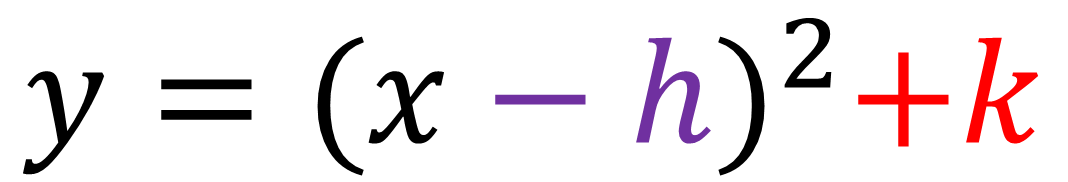 y = (x − h)² + k